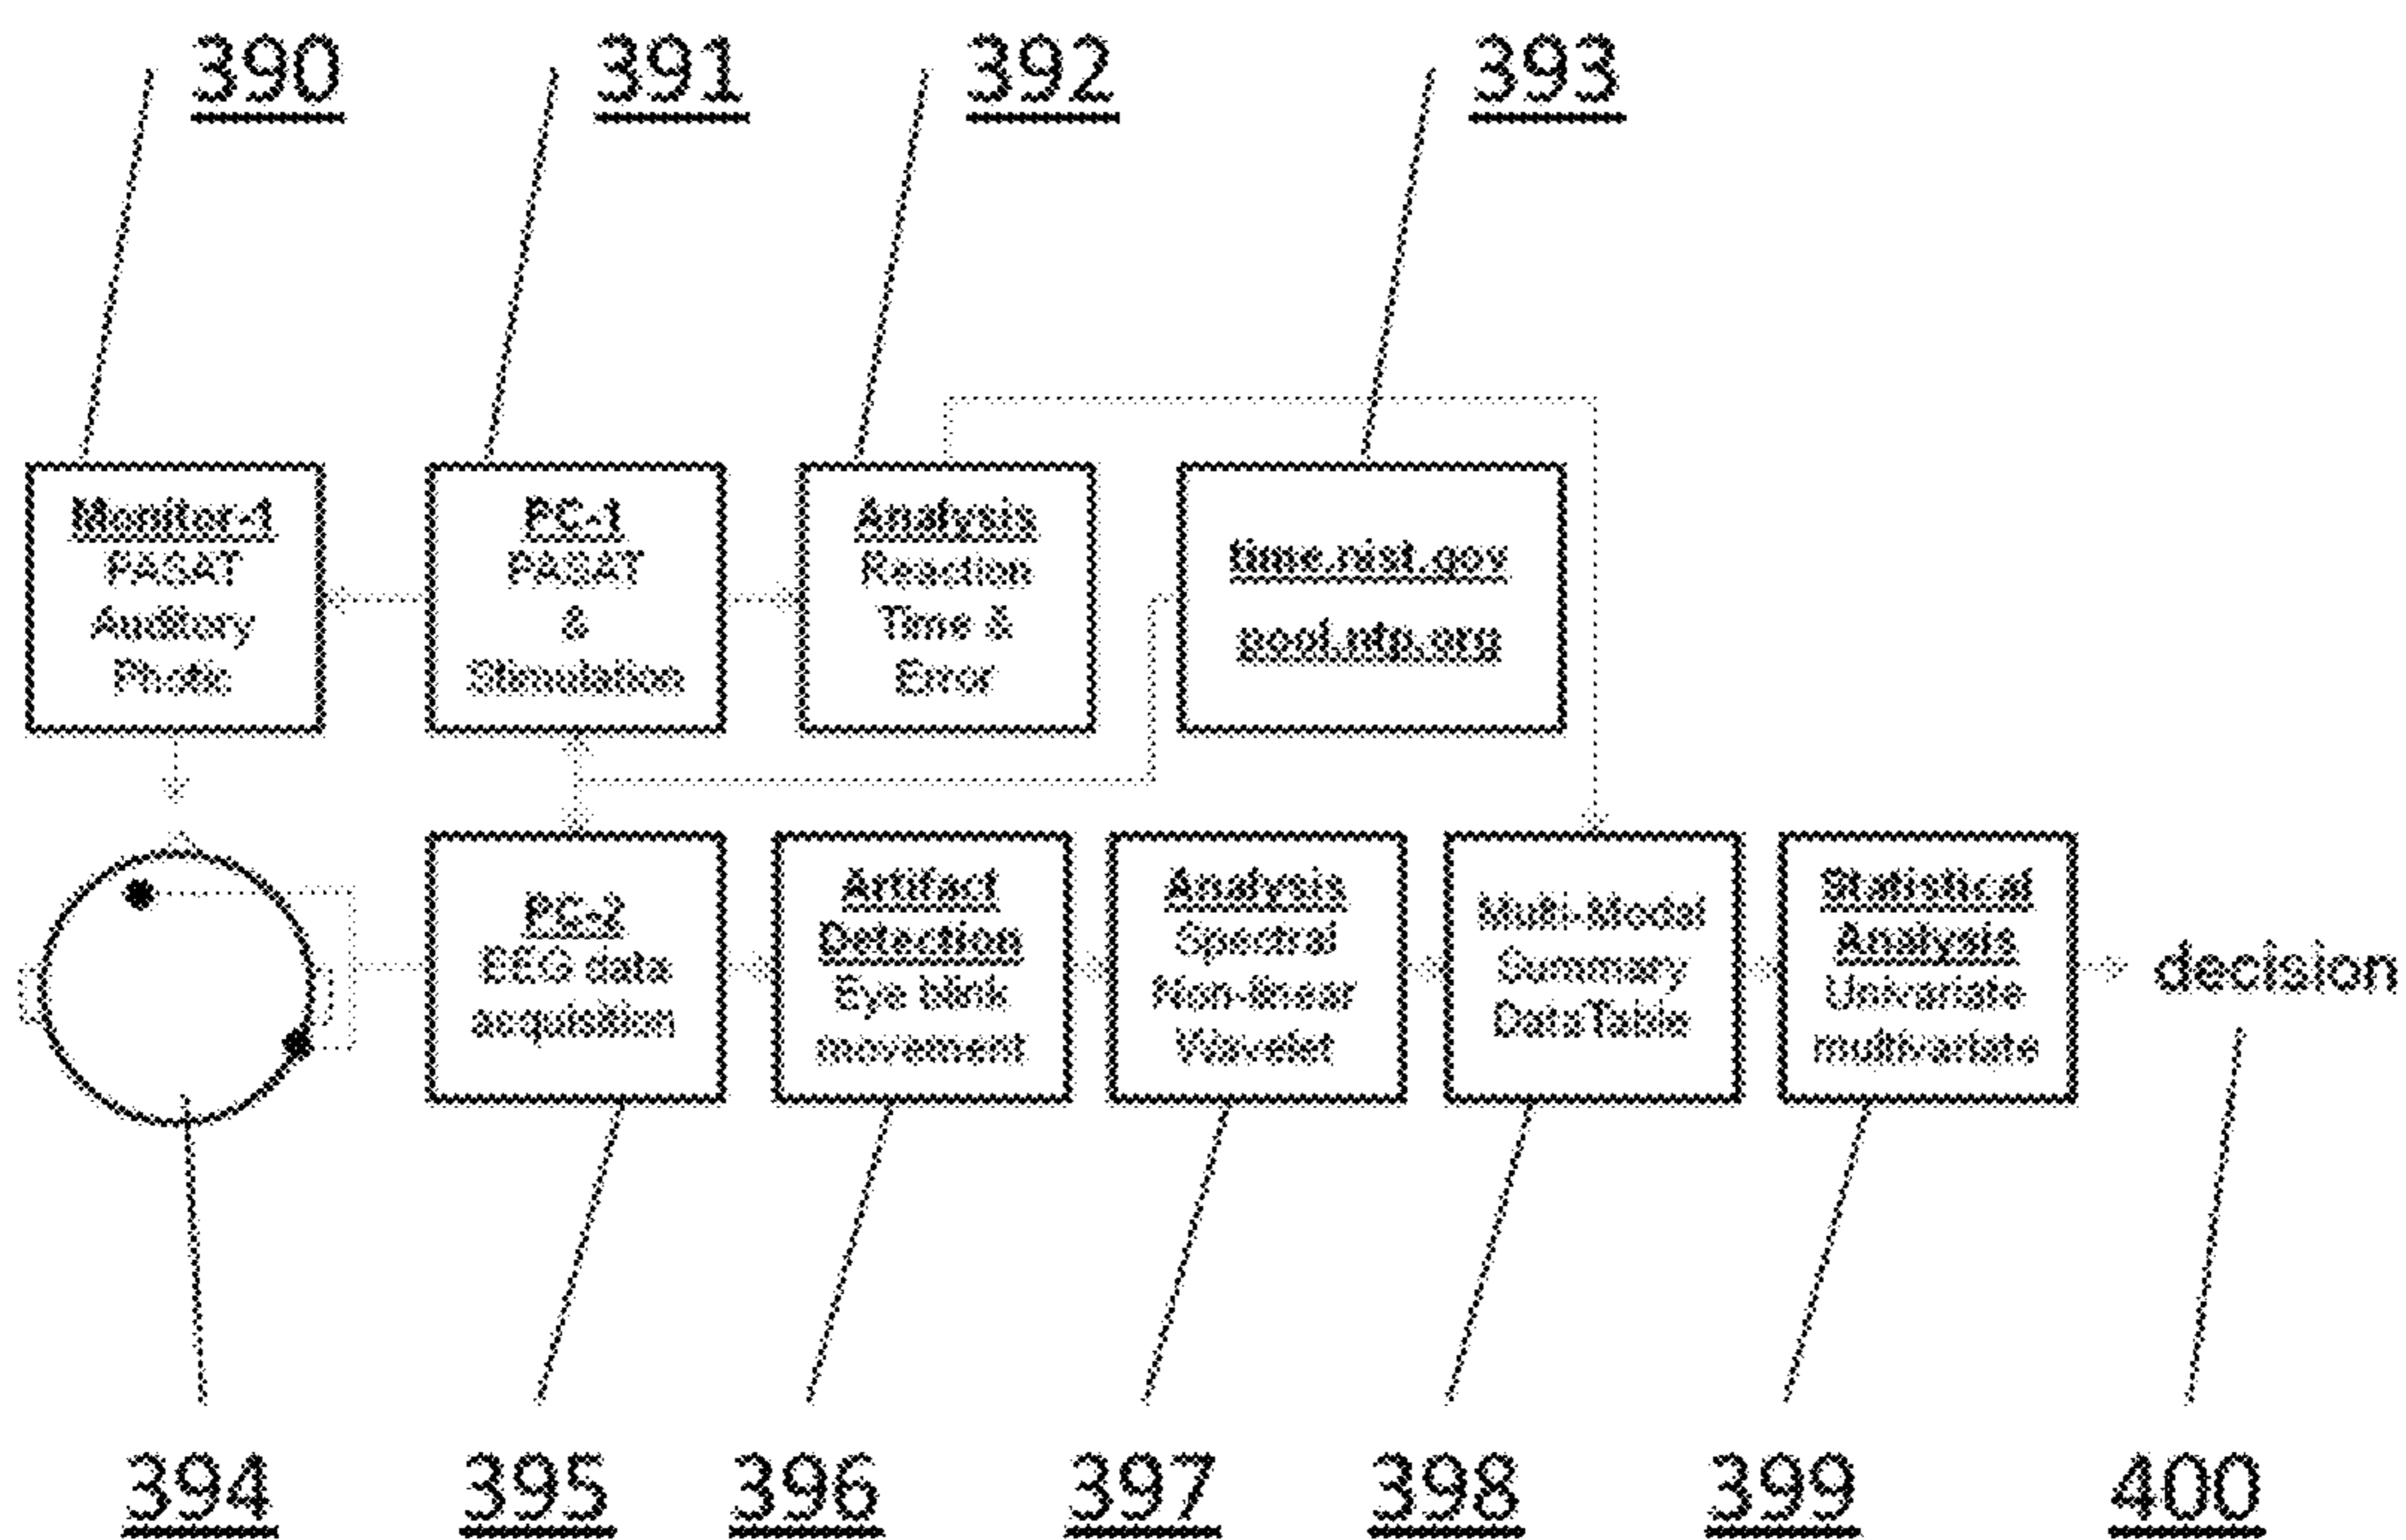 390 391 392 393
Monitor-1
PASAT
Auditory
Photic
PC-1
PASAT
&
Stimulation
Analysis
Reaction
Time &
Error
time.nist.gov
pool.ntp.org
PC-2
EEG data
acquisition
Artifact
Detection
Eye blink
movement
Analysis
Spectral
Non-linear
Wavelet
Multi-Modal
Summary
DataTable
Statistical
Analysis
Univariate
multivariate
decision
394 395 396 397 398 399 400